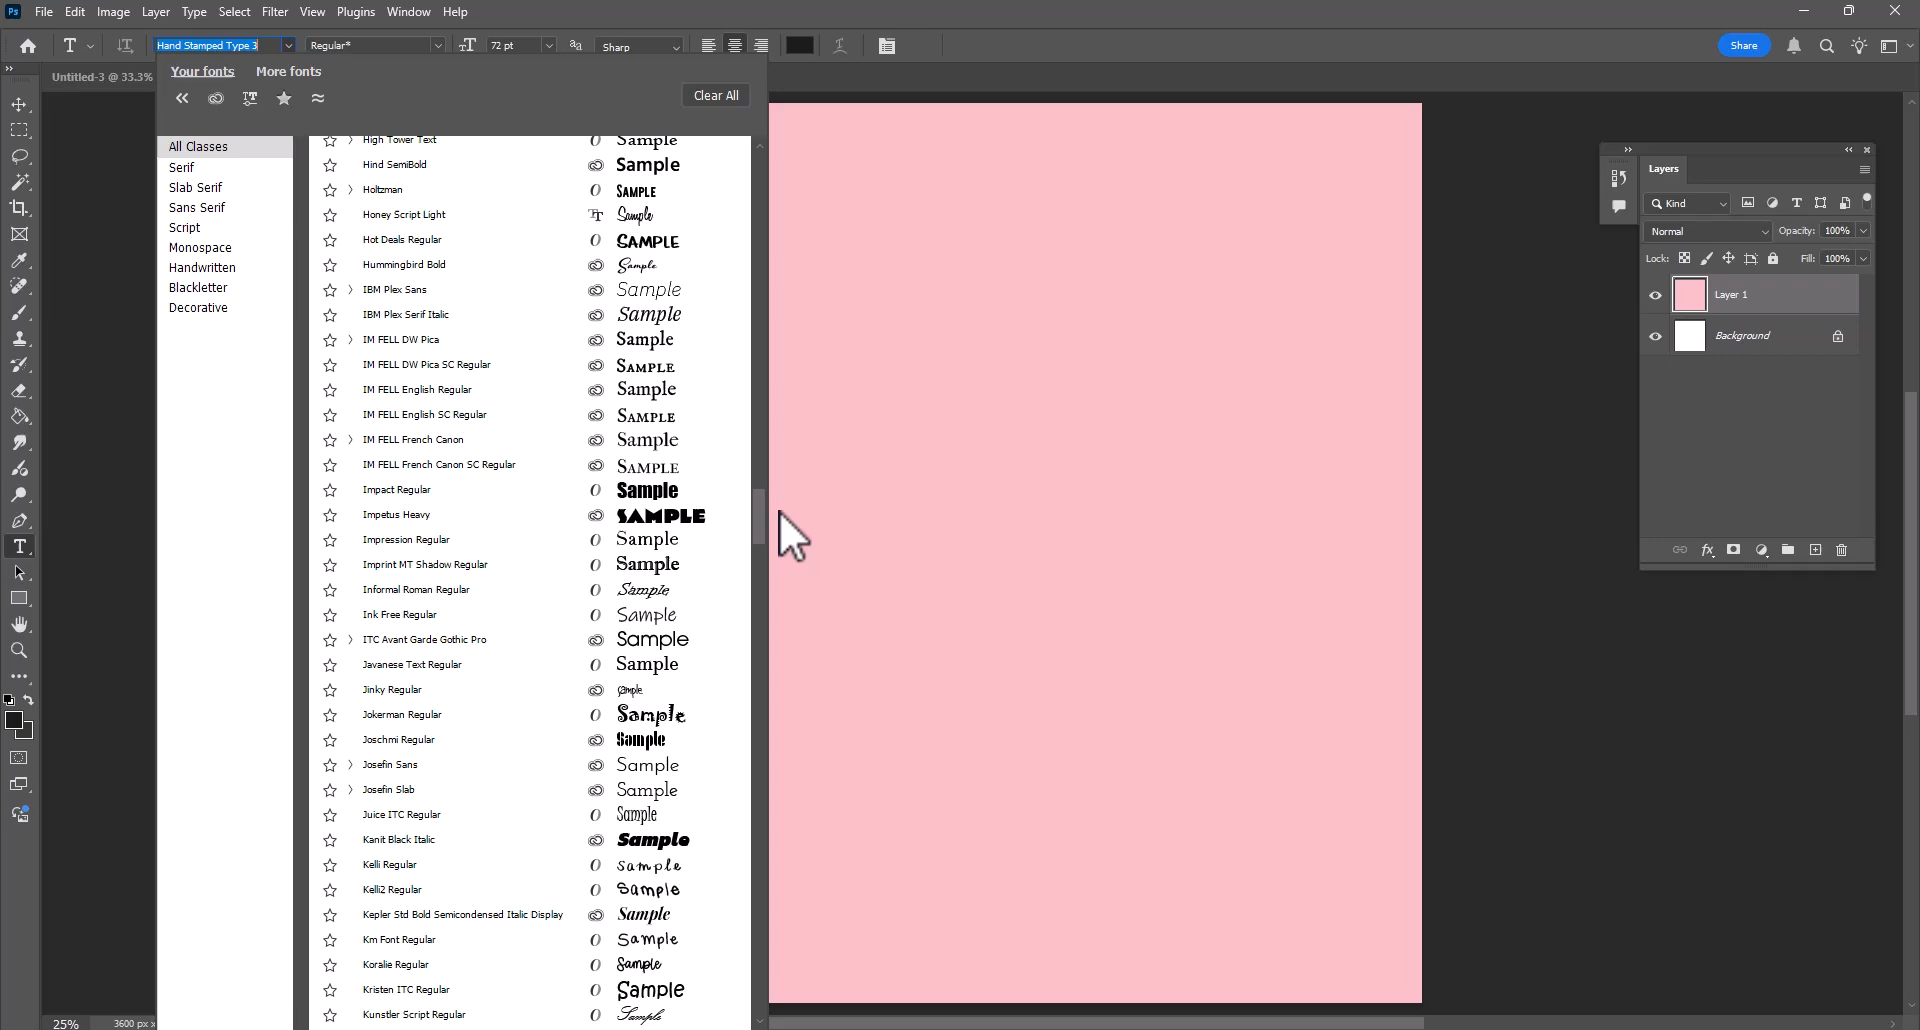 Ps File Edit Image Layer Type Select Filter View Plugins Window Help
T Hand Stamped Type 3 Regular* 72 pt Sharp Share
Untitled-3 @ 33.3%
Your fonts More fonts
Clear All
All Classes
Serif
Slab Serif
Sans Serif
Script
Monospace
Handwritten
Blackletter
Decorative
High Tower Text Sample
Hind SemiBold Sample
Holtzman SAMPLE
Honey Script Light Sample
Hot Deals Regular SAMPLE
Hummingbird Bold Sample
IBM Plex Sans Sample
IBM Plex Serif Italic Sample
IM FELL DW Pica Sample
IM FELL DW Pica SC Regular SAMPLE
IM FELL English Regular Sample
IM FELL English SC Regular SAMPLE
IM FELL French Canon Sample
IM FELL French Canon SC Regular SAMPLE
Impact Regular Sample
Impetus Heavy SAMPLE
Impression Regular Sample
Imprint MT Shadow Regular Sample
Informal Roman Regular Sample
Ink Free Regular Sample
ITC Avant Garde Gothic Pro Sample
Javanese Text Regular Sample
Jinky Regular Sample
Jokerman Regular Sample
Joschmi Regular Sample
Josefin Sans Sample
Josefin Slab Sample
Juice ITC Regular Sample
Kanit Black Italic Sample
Kelli Regular Sample
Kelli2 Regular Sample
Kepler Std Bold Semicondensed Italic Display Sample
Km Font Regular Sample
Koralie Regular Sample
Kristen ITC Regular Sample
Kunstler Script Regular Sample
Layers
Kind
Normal Opacity: 100%
Lock: Fill: 100%
Layer 1
Background
fx
25% 3600 px x